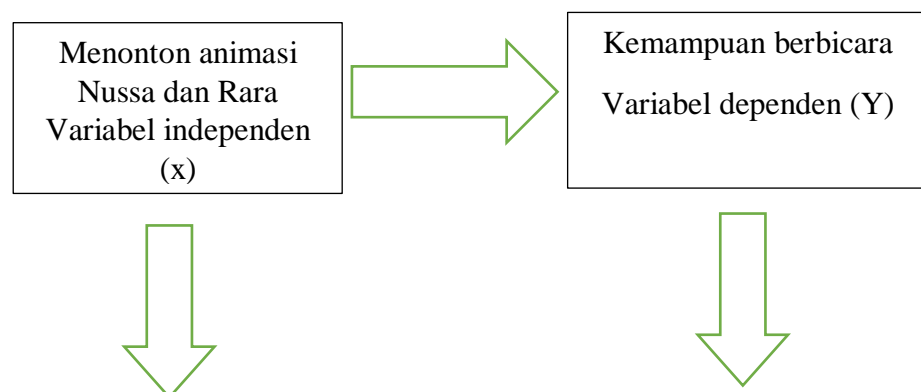 Menonton animasi
Nussa dan Rara
Variabel independen
(x)
Kemampuan berbicara
Variabel dependen (Y)